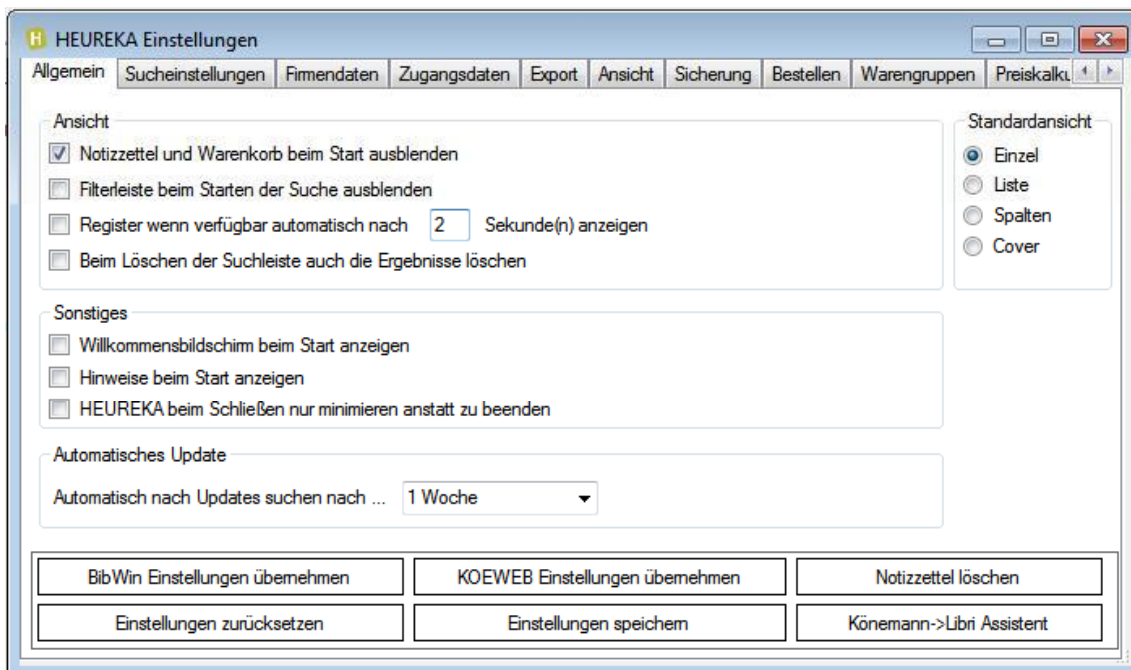 HEUREKA Einstellungen
Allgemein Sucheinstellungen Firmendaten Zugangsdaten Export Ansicht Sicherung Bestellen Warengruppen Preiskalku
Ansicht
Notizzettel und Warenkorb beim Start ausblenden
Filterleiste beim Starten der Suche ausblenden
Register wenn verfügbar automatisch nach 2 Sekunde(n) anzeigen
Beim Löschen der Suchleiste auch die Ergebnisse löschen
Standardansicht
Einzel
Liste
Spalten
Cover
Sonstiges
Willkommensbildschirm beim Start anzeigen
Hinweise beim Start anzeigen
HEUREKA beim Schließen nur minimieren anstatt zu beenden
Automatisches Update
Automatisch nach Updates suchen nach ... 1 Woche
BibWin Einstellungen übernehmen KOEWEB Einstellungen übernehmen Notizzettel löschen
Einstellungen zurücksetzen Einstellungen speichern Könemann->Libri Assistent